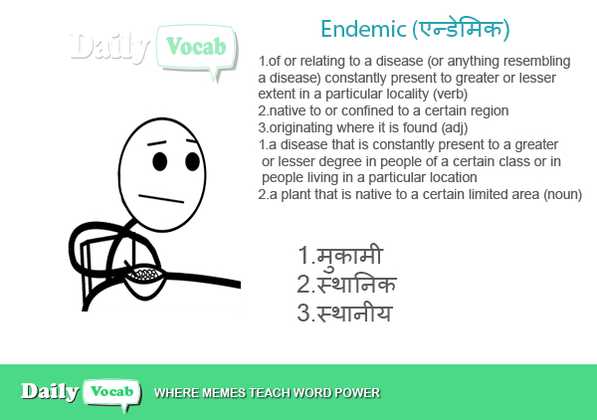 Daily Vocab
Endemic (एन्डेमिक)
1.of or relating to a disease (or anything resembling
a disease) constantly present to greater or lesser
extent in a particular locality (verb)
2.native to or confined to a certain region
3.originating where it is found (adj)
1.a disease that is constantly present to a greater
or lesser degree in people of a certain class or in
people living in a particular location
2.a plant that is native to a certain limited area (noun)
1.मुकामी
2.स्थानिक
3.स्थानीय
Daily Vocab WHERE MEMES TEACH WORD POWER